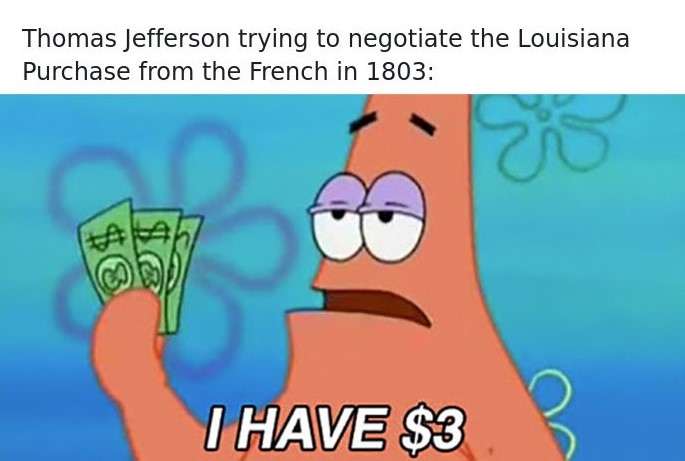 Thomas Jefferson trying to negotiate the Louisiana
Purchase from the French in 1803:
I HAVE $3